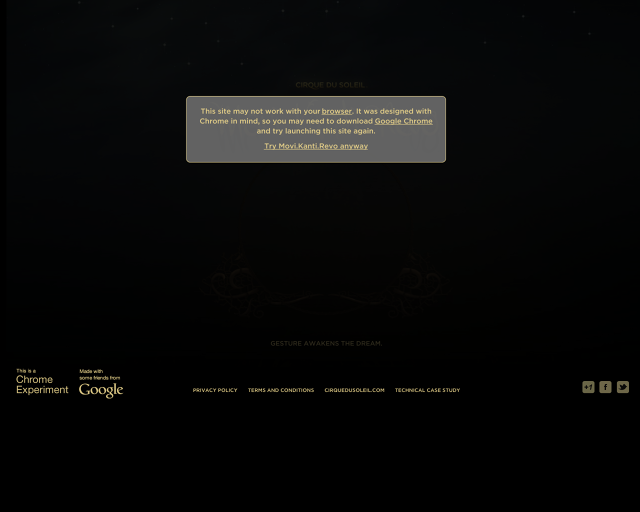 CIRQUE DU SOLEIL
This site may not work with your browser. It was designed with
Chrome in mind, so you may need to download Google Chrome
and try launching this site again.
Try Movi.Kanti.Revo anyway
GESTURE AWAKENS THE DREAM
This is a
Chrome
Experiment
Made with
some friends from
Google
PRIVACY POLICY TERMS AND CONDITIONS CIRQUEDUSOLEIL.COM TECHNICAL CASE STUDY
+1 f